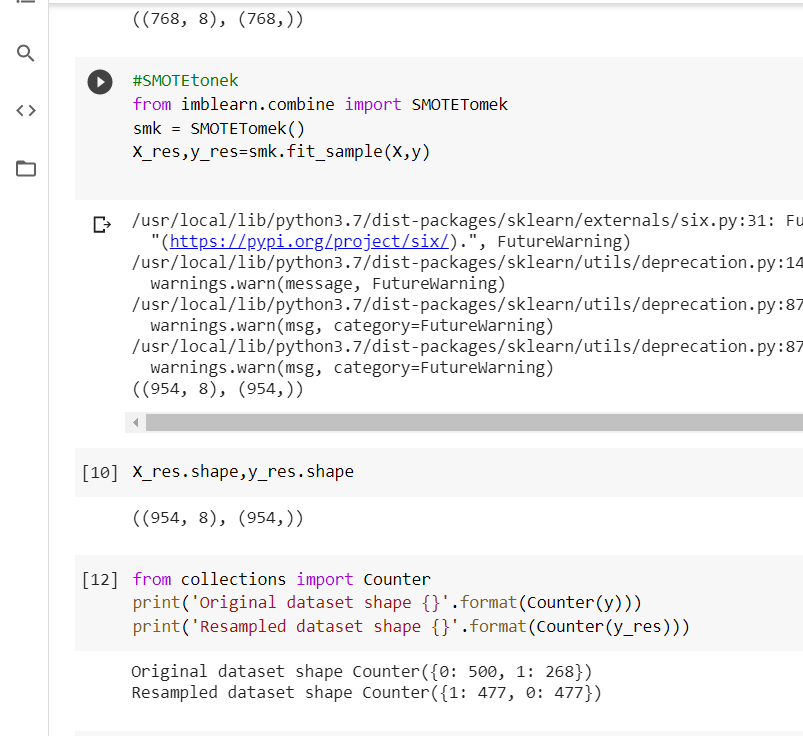 ((768, 8), (768,))
#SMOTEtonek
from imblearn.combine import SMOTETomek
smk = SMOTETomek()
X_res,y_res=smk.fit_sample(X,y)
/usr/local/lib/python3.7/dist-packages/sklearn/externals/six.py:31: Fu
"(https://pypi.org/project/six/).", FutureWarning)
/usr/local/lib/python3.7/dist-packages/sklearn/utils/deprecation.py:14
warnings.warn(message, FutureWarning)
/usr/local/lib/python3.7/dist-packages/sklearn/utils/deprecation.py:87
warnings.warn(msg, category=FutureWarning)
/usr/local/lib/python3.7/dist-packages/sklearn/utils/deprecation.py:87
warnings.warn(msg, category=FutureWarning)
((954, 8), (954,))
[10] X_res.shape,y_res.shape
((954, 8), (954,))
[12] from collections import Counter
print('Original dataset shape {}'.format(Counter(y)))
print('Resampled dataset shape {}'.format(Counter(y_res)))
Original dataset shape Counter({0: 500, 1: 268})
Resampled dataset shape Counter({1: 477, 0: 477})